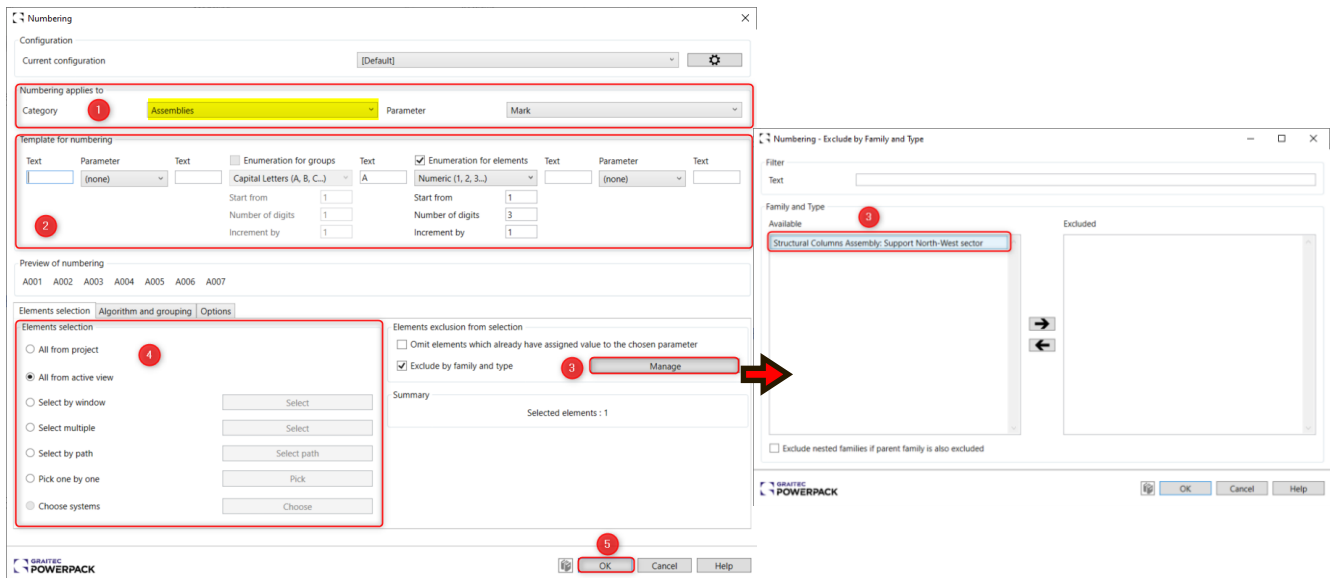 Numbering
Configuration
Current configuration [Default]
Numbering applies to
Category 1 Assemblies Parameter Mark
Template for numbering
Text Parameter Text Enumeration for groups Text Enumeration for elements Text Parameter Text
(none) Capital Letters (A, B, C...) A Numeric (1, 2, 3...) (none)
Start from 1 Start from 1
2 Number of digits 1 Number of digits 3
Increment by 1 Increment by 1
Preview of numbering
A001 A002 A003 A004 A005 A006 A007
Elements selection Algorithm and grouping Options
Elements selection
All from project 4
All from active view
Select by window Select
Select multiple Select
Select by path Select path
Pick one by one Pick
Choose systems Choose
Elements exclusion from selection
Omit elements which already have assigned value to the chosen parameter
Exclude by family and type 3 Manage
Summary
Selected elements : 1
5
GRAITEC
POWERPACK
OK Cancel Help
Numbering - Exclude by Family and Type
Filter
Text
Family and Type
Available 3 Excluded
Structural Columns Assembly: Support North-West sector
Exclude nested families if parent family is also excluded
GRAITEC
POWERPACK
OK Cancel Help